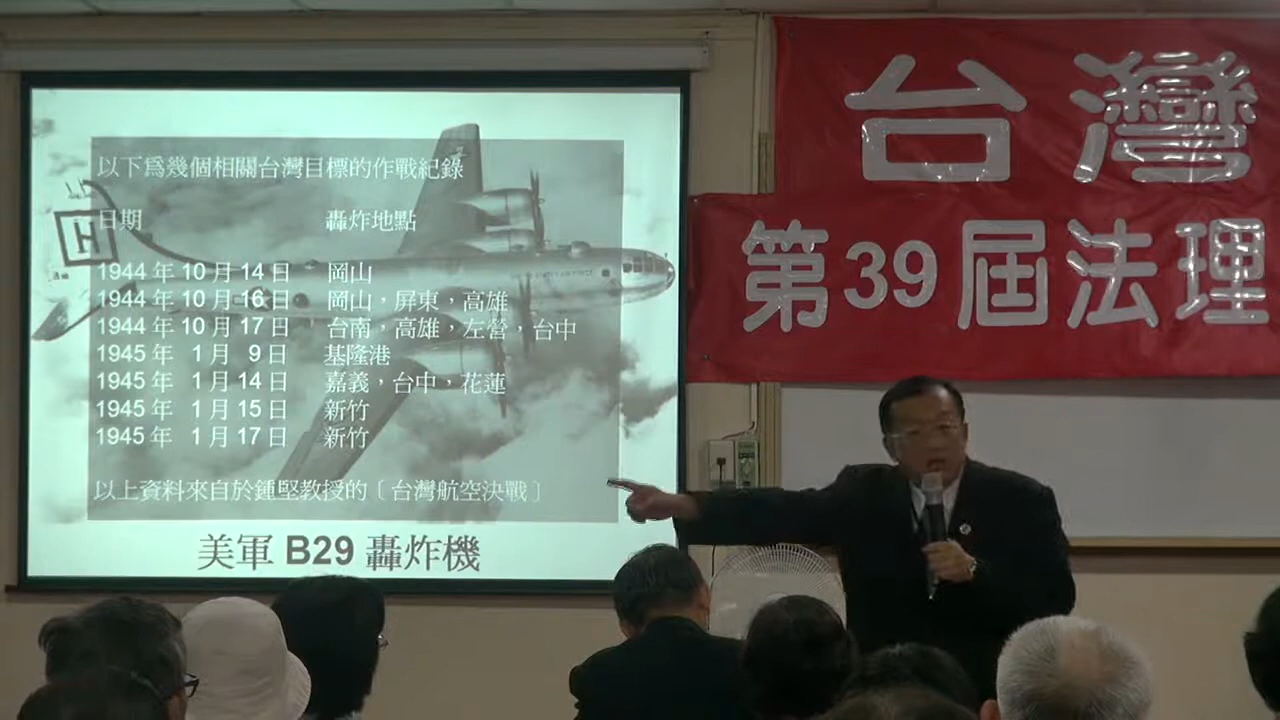 以下為幾個相關台灣目標的作戰紀錄
日期 轟炸地點
1944 年 10 月 14 日 岡山
1944 年 10 月 16 日 岡山，屏東，高雄
1944 年 10 月 17 日 台南，高雄，左營，台中
1945 年 1 月 9 日 基隆港
1945 年 1 月 14 日 嘉義，台中，花蓮
1945 年 1 月 15 日 新竹
1945 年 1 月 17 日 新竹
以上資料來自於鍾堅教授的〔台灣航空決戰〕
美軍 B29 轟炸機
H
台灣
第39屆法理